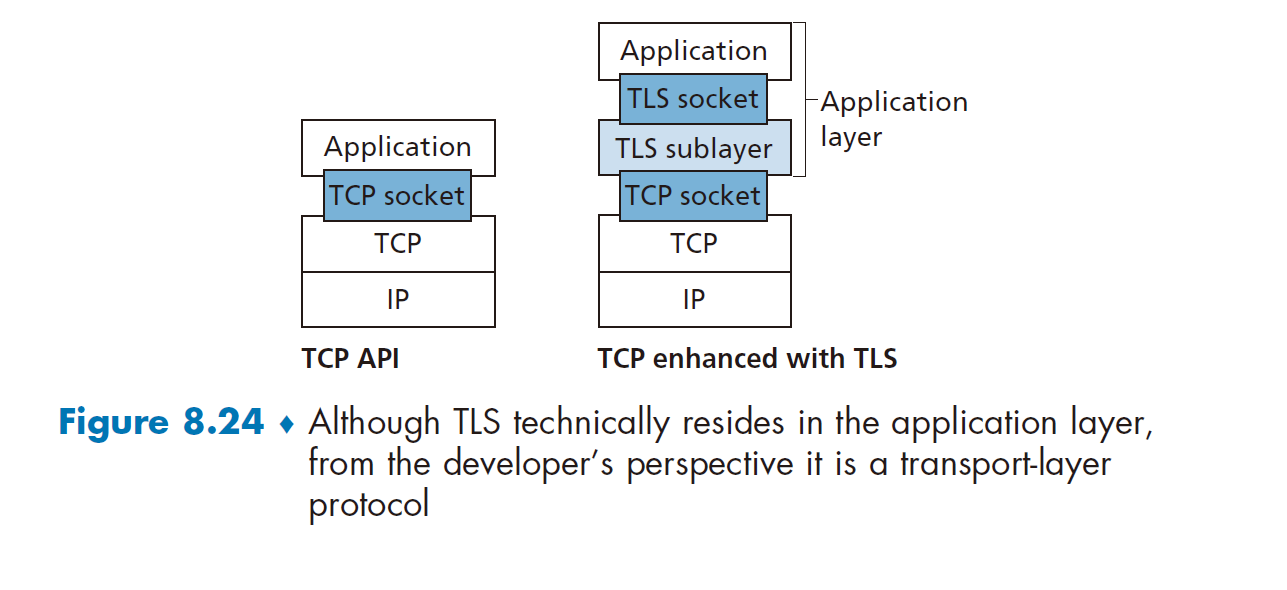 Application
TCP socket
TCP
IP
TCP API
Application
TLS socket
TLS sublayer
TCP socket
TCP
IP
Application
layer
TCP enhanced with TLS
Figure 8.24 ♦ Although TLS technically resides in the application layer,
from the developer’s perspective it is a transport-layer
protocol